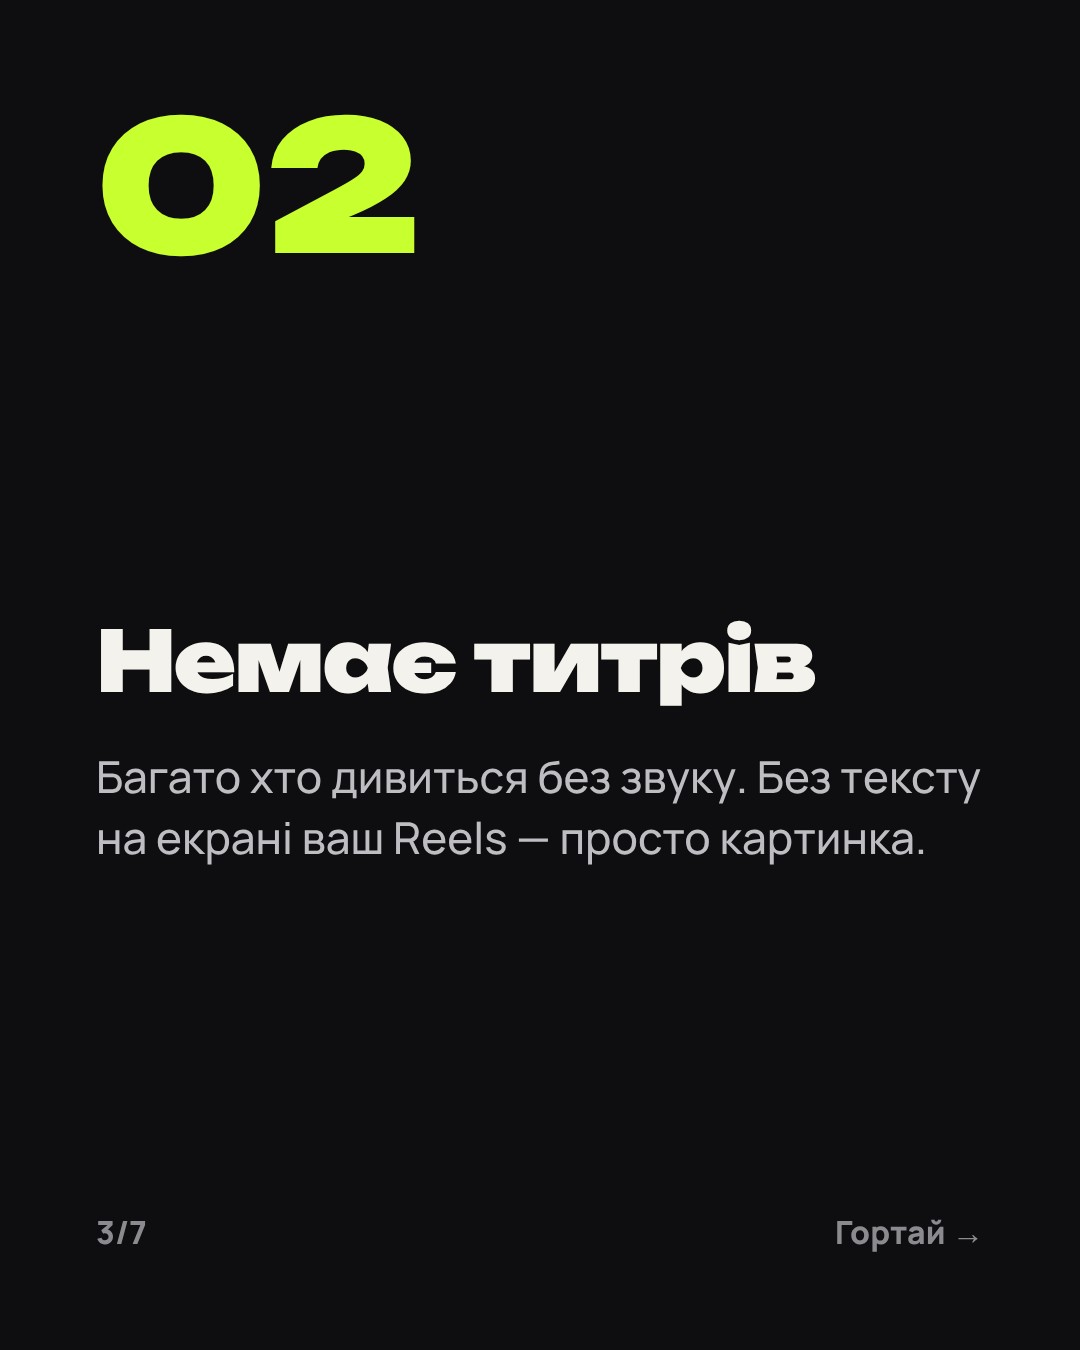 02
Немає титрів
Багато хто дивиться без звуку. Без тексту
на екрані ваш Reels — просто картинка.
3/7
Гортай →